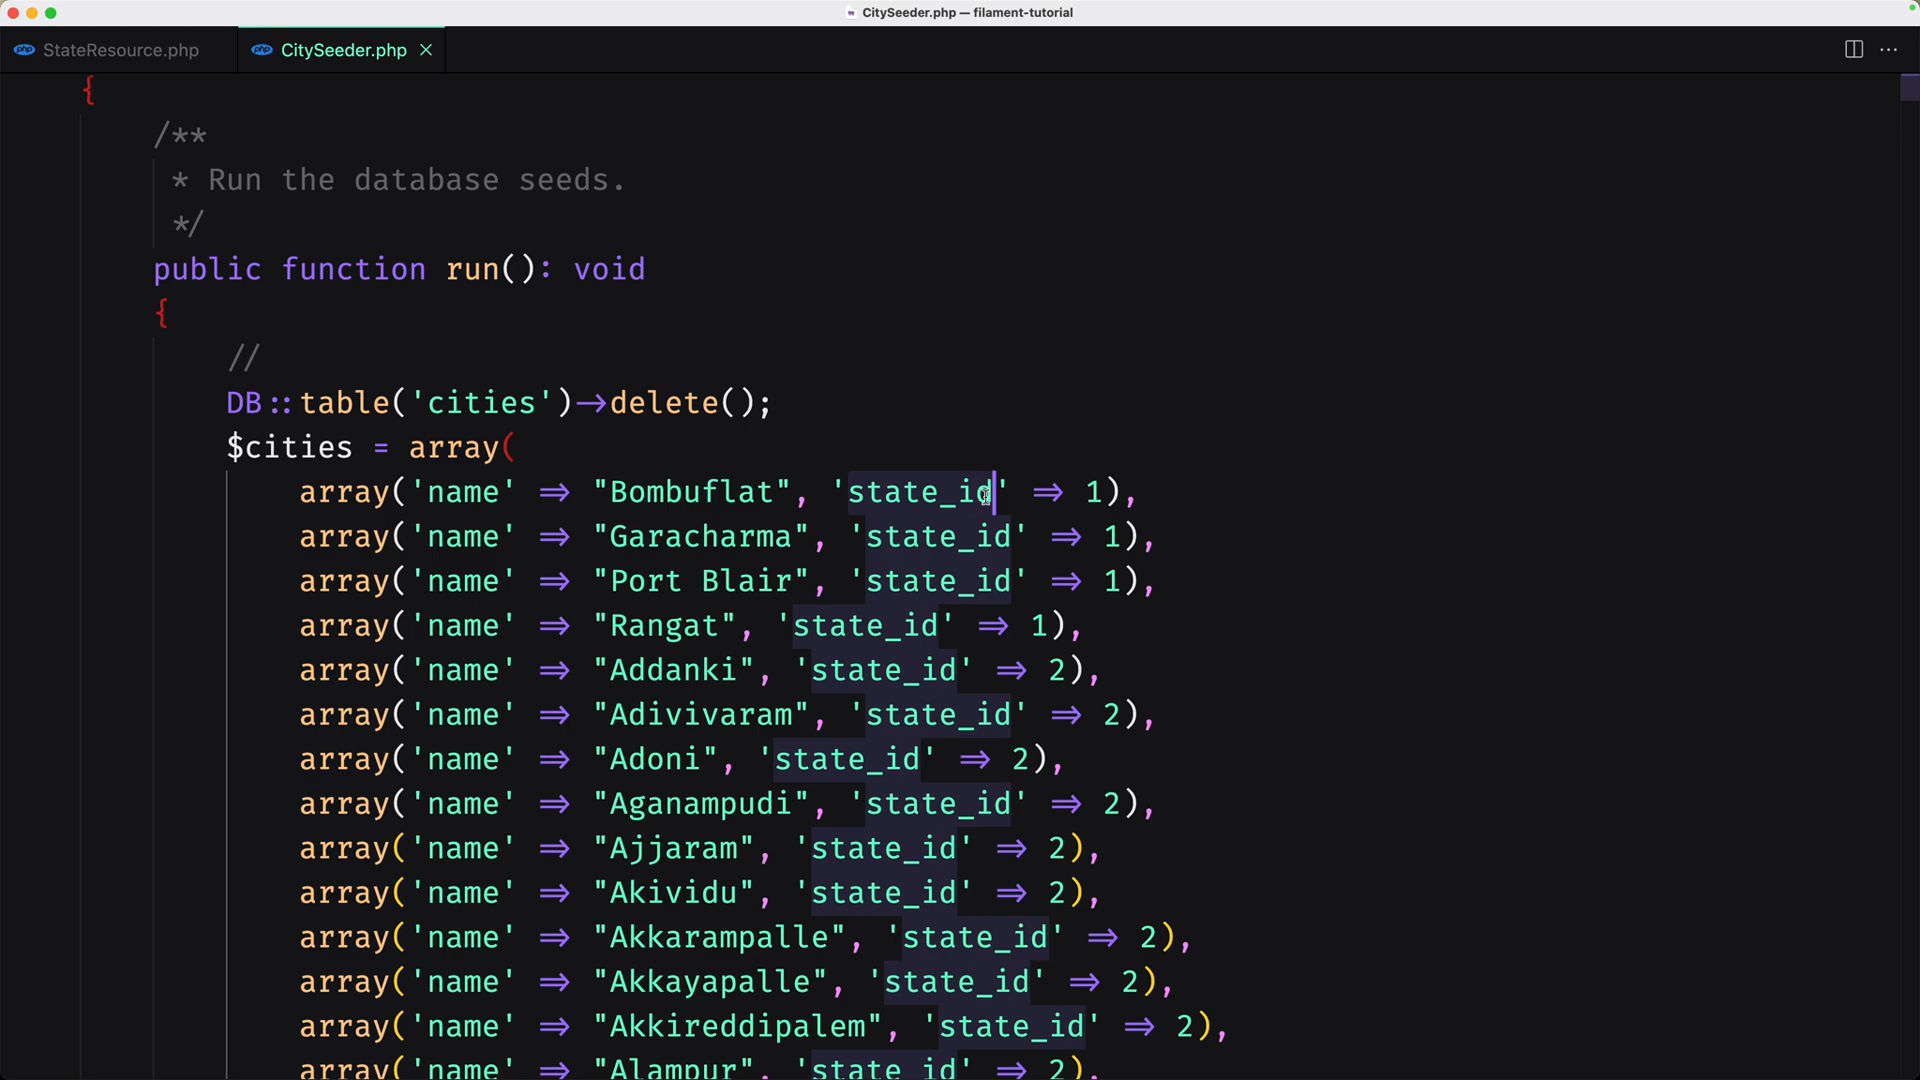 CitySeeder.php — filament-tutorial
StateResource.php
CitySeeder.php
{
/**
* Run the database seeds.
*/
public function run(): void
{
//
DB::table('cities')->delete();
$cities = array(
array('name' => "Bombuflat", 'state_id' => 1),
array('name' => "Garacharma", 'state_id' => 1),
array('name' => "Port Blair", 'state_id' => 1),
array('name' => "Rangat", 'state_id' => 1),
array('name' => "Addanki", 'state_id' => 2),
array('name' => "Adivivaram", 'state_id' => 2),
array('name' => "Adoni", 'state_id' => 2),
array('name' => "Aganampudi", 'state_id' => 2),
array('name' => "Ajjaram", 'state_id' => 2),
array('name' => "Akividu", 'state_id' => 2),
array('name' => "Akkarampalle", 'state_id' => 2),
array('name' => "Akkayapalle", 'state_id' => 2),
array('name' => "Akkireddipalem", 'state_id' => 2),
array('name' => "Alampur", 'state_id' => 2),